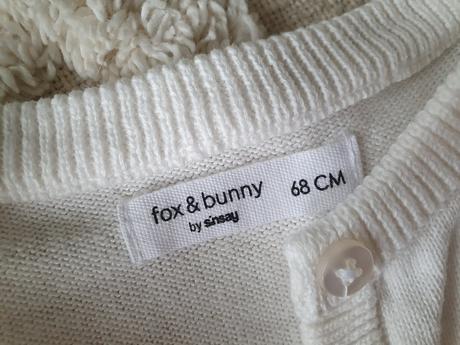 fox & bunny 68 CM
by sinsay